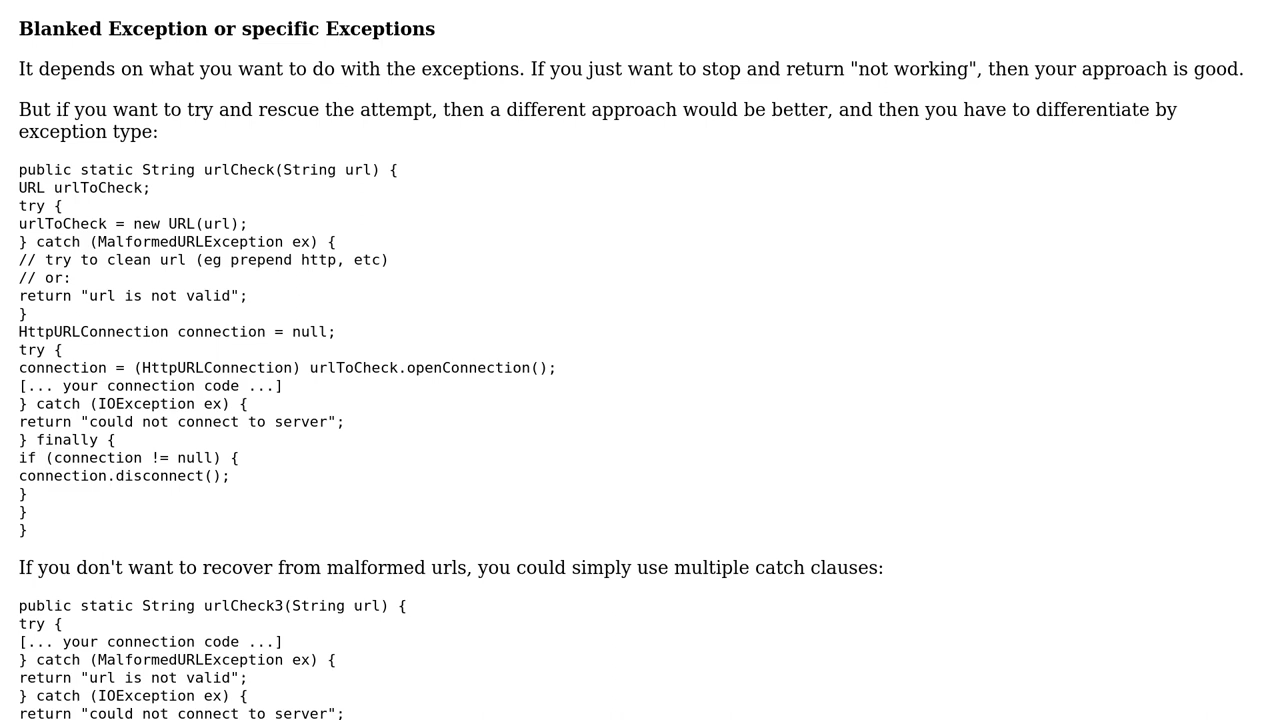 Blanked Exception or specific Exceptions
It depends on what you want to do with the exceptions. If you just want to stop and return "not working", then your approach is good.
But if you want to try and rescue the attempt, then a different approach would be better, and then you have to differentiate by
exception type:
public static String urlCheck(String url) {
URL urlToCheck;
try {
urlToCheck = new URL(url);
} catch (MalformedURLException ex) {
// try to clean url (eg prepend http, etc)
// or:
return "url is not valid";
}
HttpURLConnection connection = null;
try {
connection = (HttpURLConnection) urlToCheck.openConnection();
[... your connection code ...]
} catch (IOException ex) {
return "could not connect to server";
} finally {
if (connection != null) {
connection.disconnect();
}
}
}
If you don't want to recover from malformed urls, you could simply use multiple catch clauses:
public static String urlCheck3(String url) {
try {
[... your connection code ...]
} catch (MalformedURLException ex) {
return "url is not valid";
} catch (IOException ex) {
return "could not connect to server";